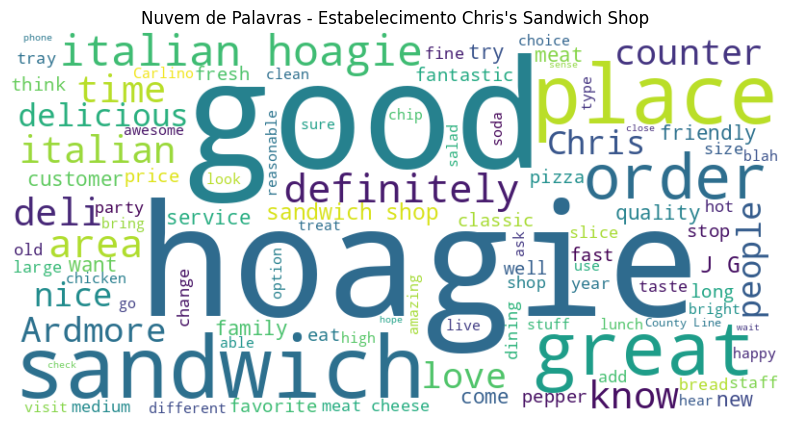 Nuvem de Palavras - Estabelecimento Chris's Sandwich Shop
phone
tray
italian hoagie
fine
try
choice
meat
sense
counter
think
time
Carlino
fresh
clean
fantastic
type
place
delicious
awesome
good
reasonable
sure
chip
salad
soda
Chris
friendly
size
close
blah
italian
customer
price
look
definitely
pizza
order
deli
party
bring
service
sandwich shop
treat
classic
quality
hot
people
old
area
hoagie
slice
stop
large
want
chicken
change
option
ask
well
fast
use
taste
J G
nice
go
shop
year
long
bright
Ardmore
family
eat
high
amazing
live
dining
stuff
lunch
County Line
wait
able
hope
great
happy
check
sandwich
love
add
bread
staff
visit
medium
different
favorite
meat cheese
come
pepper
know
hear
new